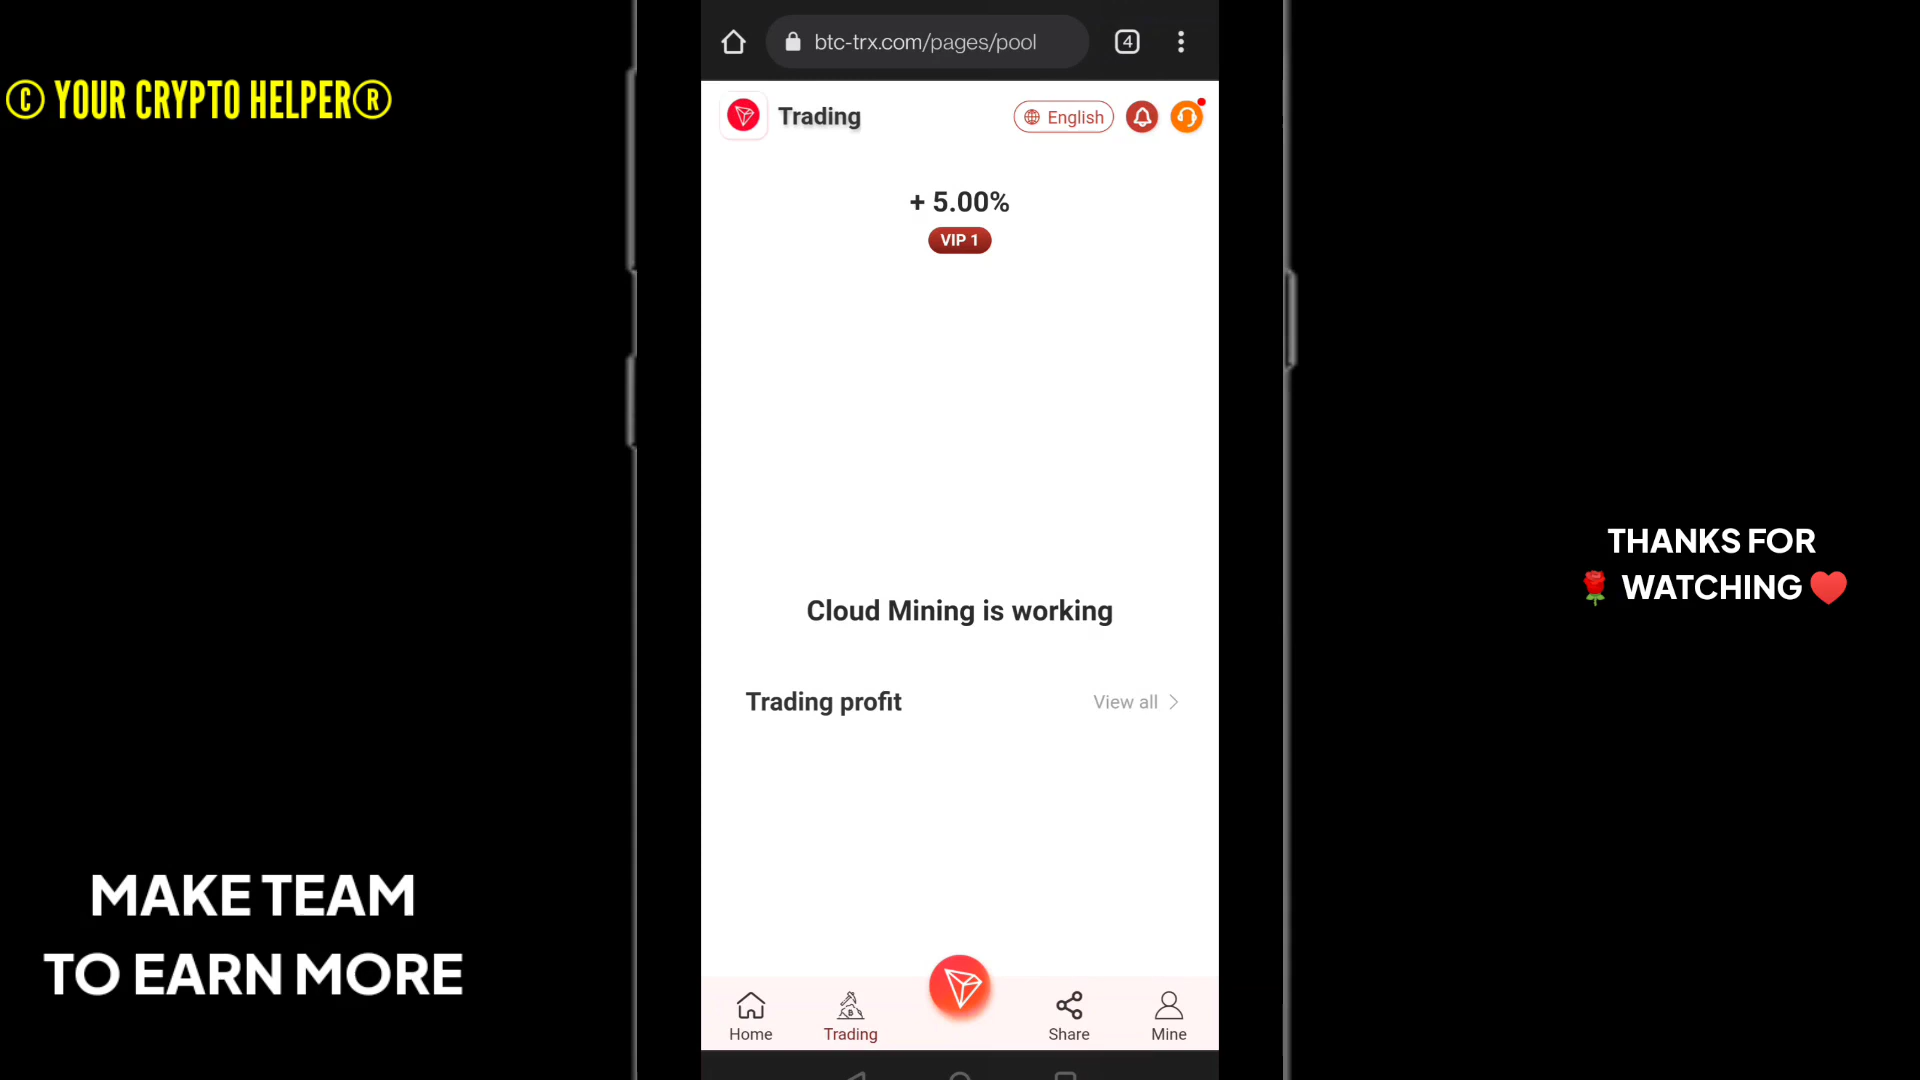 © YOUR CRYPTO HELPER®
btc-trx.com/pages/pool
4
Trading
English
+ 5.00%
VIP 1
Cloud Mining is working
Trading profit
View all
THANKS FOR
🌹 WATCHING ♥️
MAKE TEAM
TO EARN MORE
Home
Trading
Share
Mine